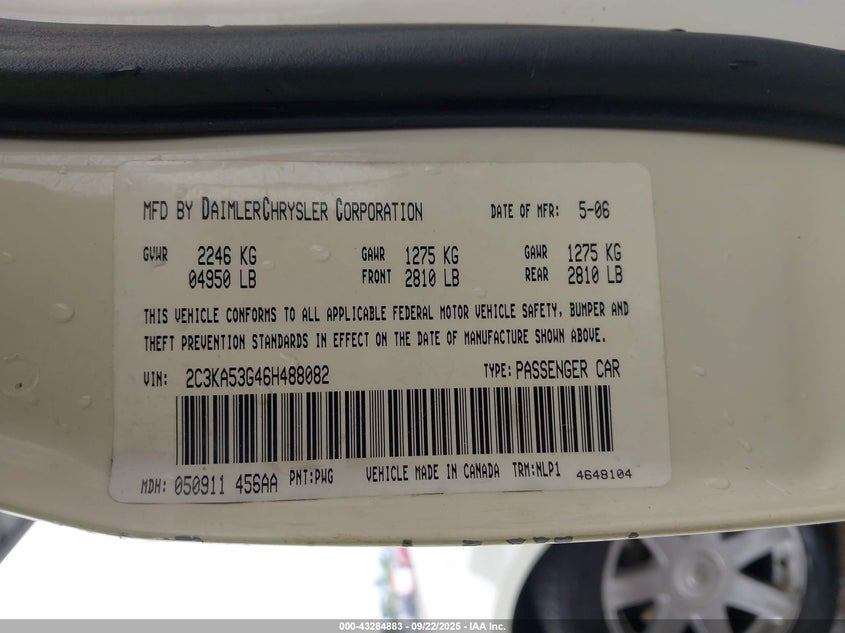 MFD BY DAIMLERCHRYSLER CORPORATION DATE OF MFR: 5-06
GVWR 2246 KG GAWR 1275 KG GAWR 1275 KG
04950 LB FRONT 2810 LB REAR 2810 LB
THIS VEHICLE CONFORMS TO ALL APPLICABLE FEDERAL MOTOR VEHICLE SAFETY, BUMPER AND
THEFT PREVENTION STANDARDS IN EFFECT ON THE DATE OF MANUFACTURE SHOWN ABOVE.
VIN: 2C3KA53G46H488082 TYPE: PASSENGER CAR
MDH: 050911 456AA PNT:PWG VEHICLE MADE IN CANADA TRM:NLP1 4648104
000-43284883 - 09/22/2025 - IAA Inc.